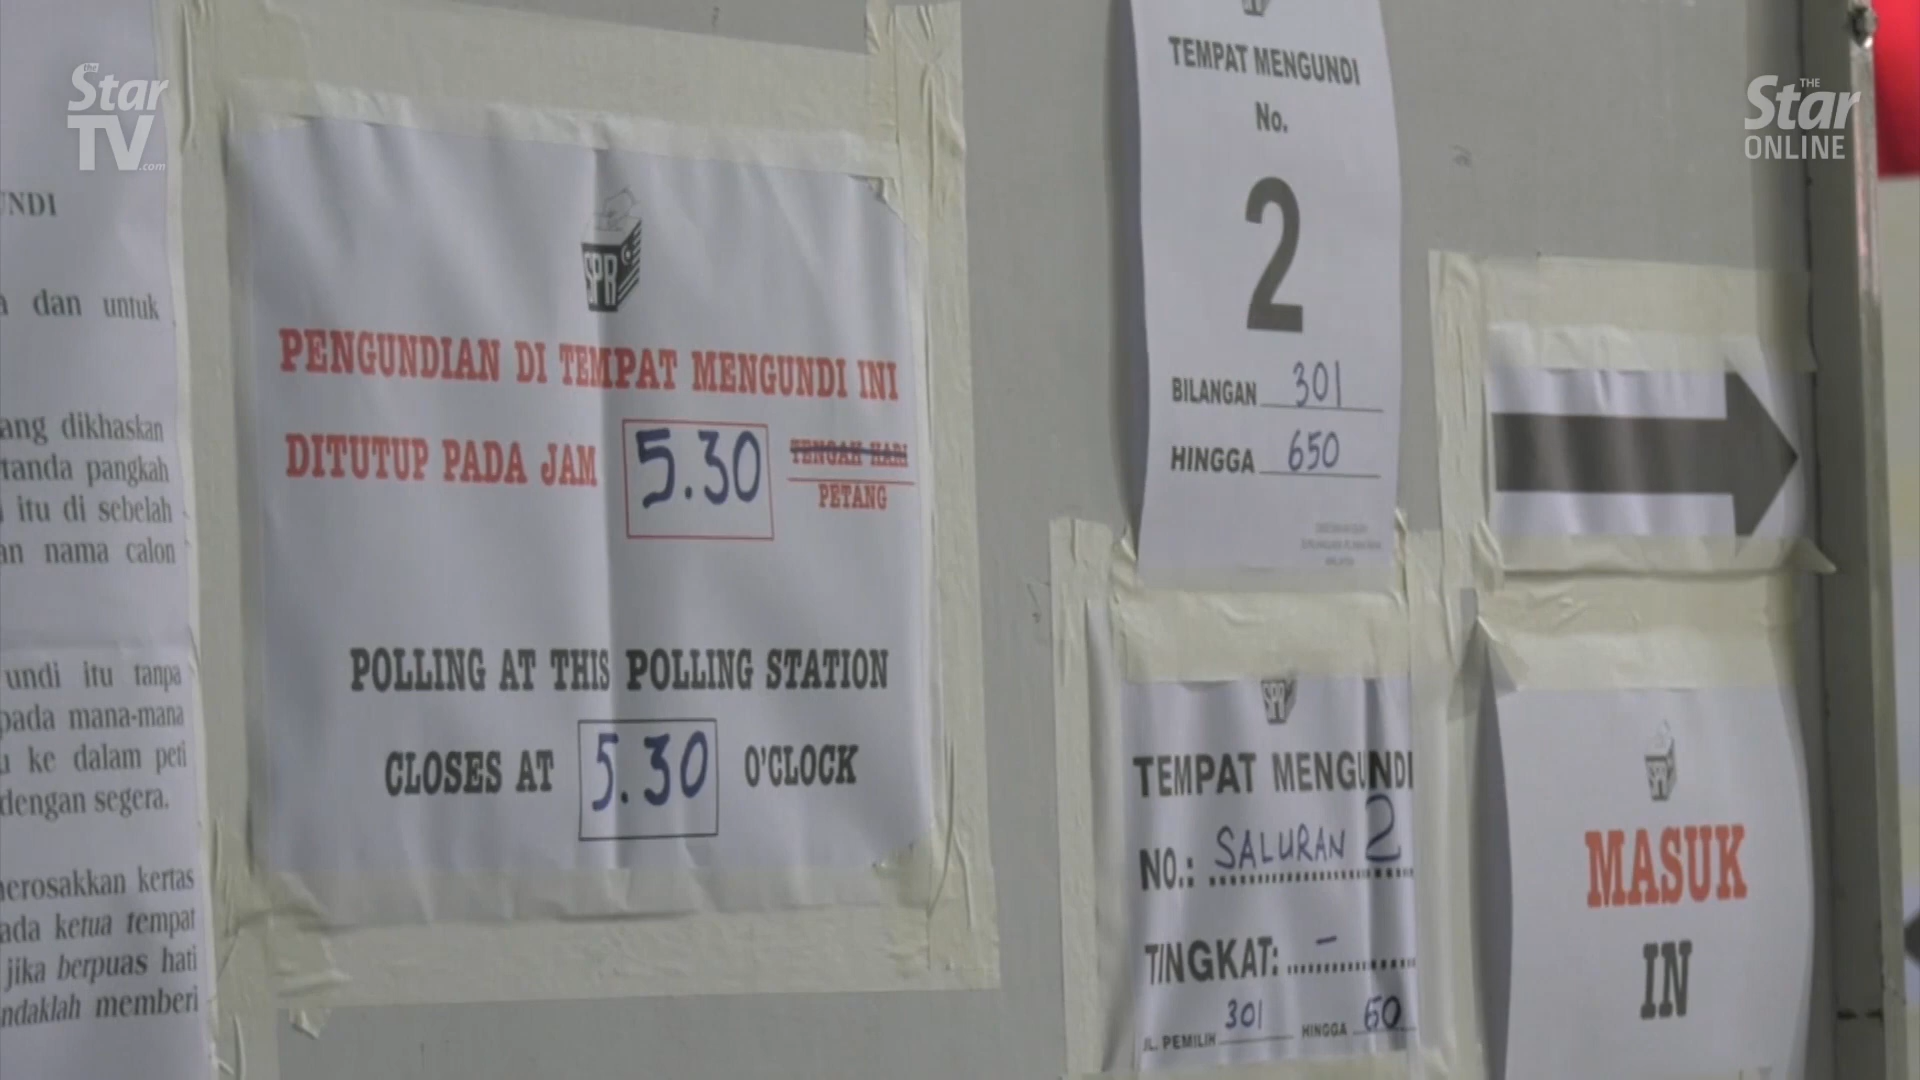 the
Star
TV
.com
THE
Star
ONLINE
UNDI
dan untuk
ang dikhaskan
tanda pangkah
itu di sebelah
an nama calon
undi itu tanpa
pada mana-mana
ke dalam peti
dengan segera.
merosakkan kertas
ada ketua tempat
jika berpuas hati
ndaklah memberi
SPR
PENGUNDIAN DI TEMPAT MENGUNDI INI
DITUTUP PADA JAM 5.30 TENGAH HARI
PETANG
POLLING AT THIS POLLING STATION
CLOSES AT 5.30 O'CLOCK
TEMPAT MENGUNDI
No.
2
BILANGAN 301
HINGGA 650
SPR
TEMPAT MENGUNDI
NO.: SALURAN 2
TINGKAT: -
JL. PEMILIH 301 HINGGA 650
SPR
MASUK
IN